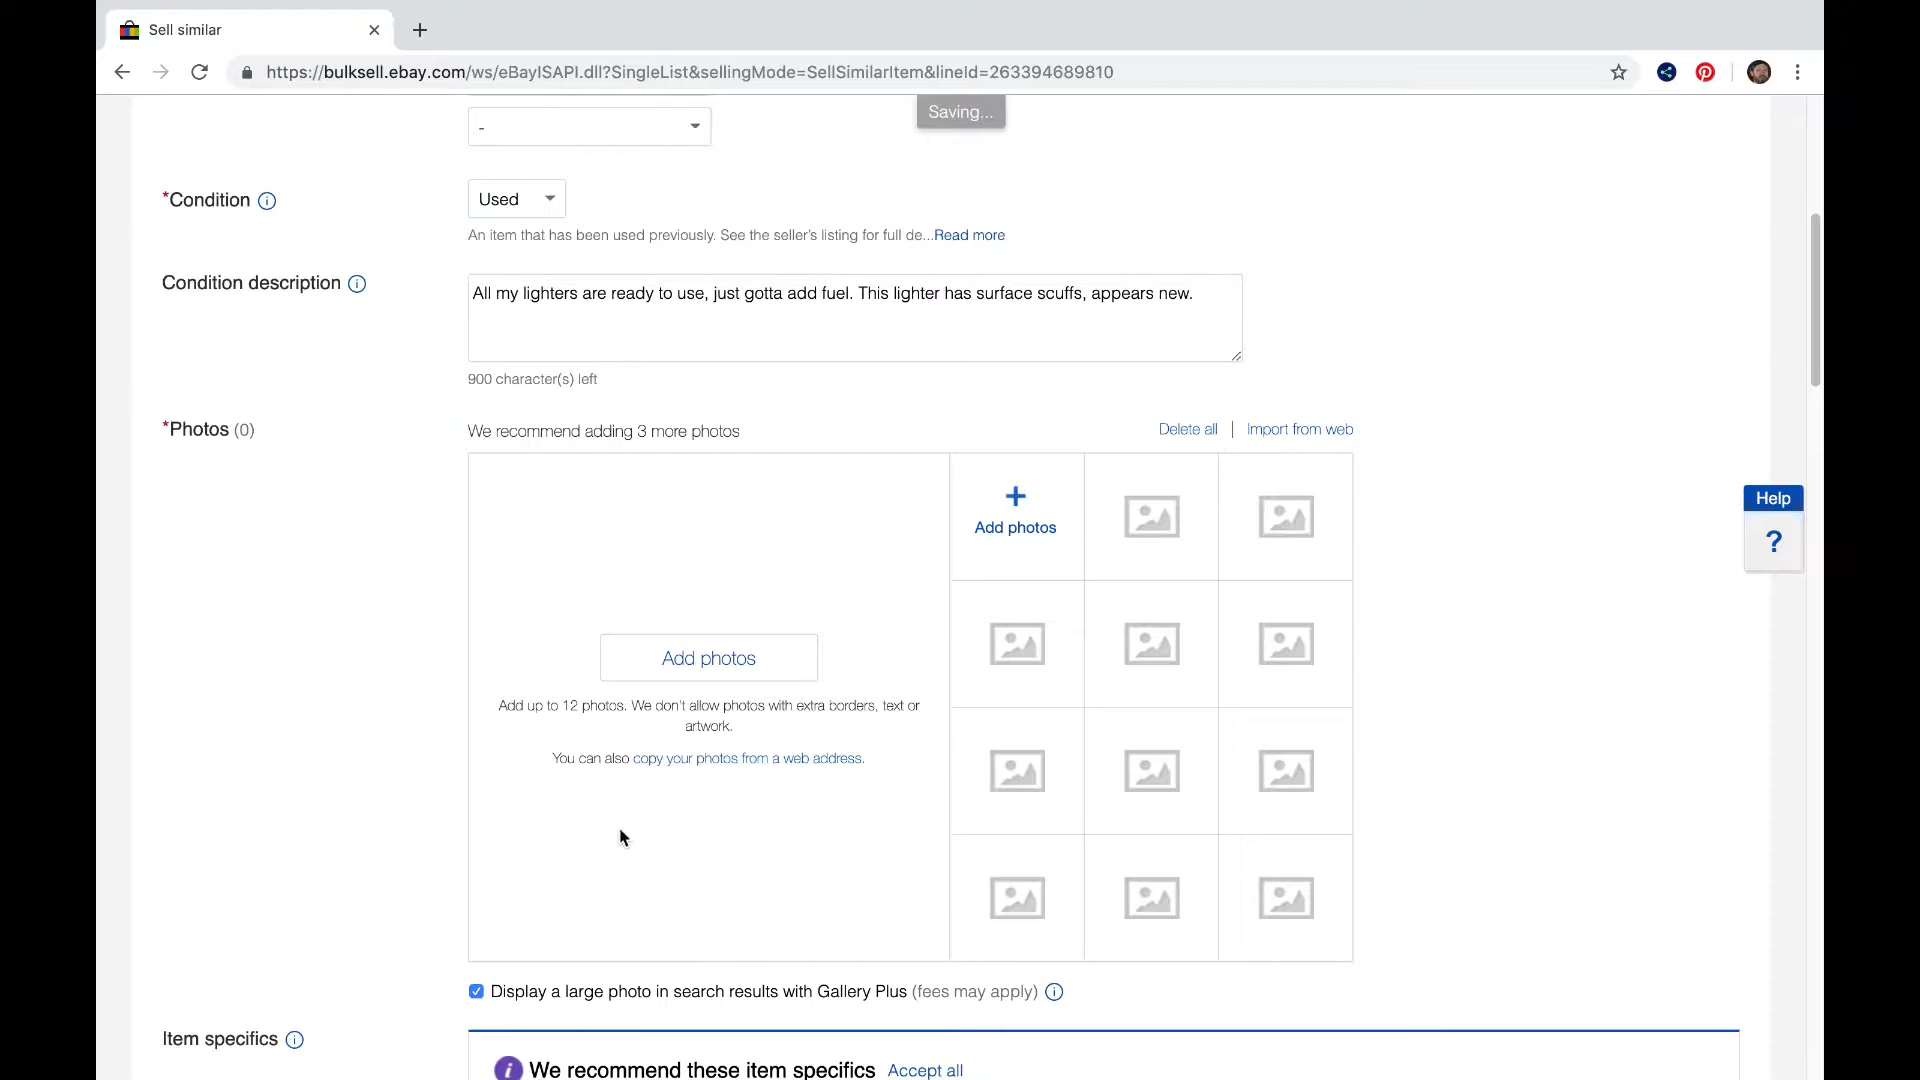 Sell similar
https://bulksell.ebay.com/ws/eBayISAPI.dll?SingleList&sellingMode=SellSimilarItem&lineId=263394689810
Saving...
-
*Condition
Used
An item that has been used previously. See the seller's listing for full de...Read more
Condition description
All my lighters are ready to use, just gotta add fuel. This lighter has surface scuffs, appears new.
900 character(s) left
*Photos (0)
We recommend adding 3 more photos
Delete all | Import from web
Add photos
Help
?
Add photos
Add up to 12 photos. We don't allow photos with extra borders, text or
artwork.
You can also copy your photos from a web address.
Display a large photo in search results with Gallery Plus (fees may apply)
Item specifics
We recommend these item specifics Accept all